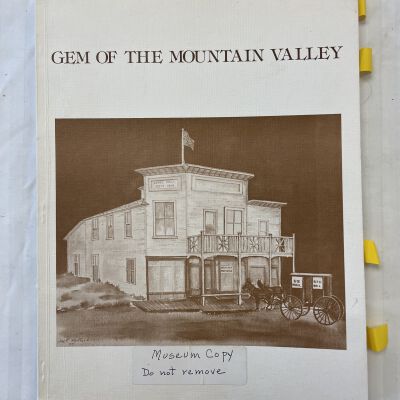 GEM OF THE MOUNTAIN VALLEY
Museum Copy
Do not remove